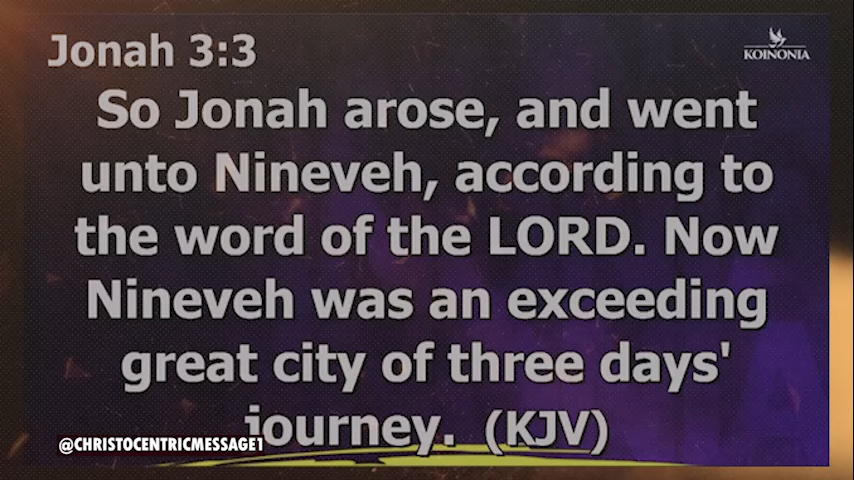 Jonah 3:3
KOINONIA
So Jonah arose, and went
unto Nineveh, according to
the word of the LORD. Now
Nineveh was an exceeding
great city of three days'
journey. (KJV)
@CHRISTOCENTRICMESSAGE1